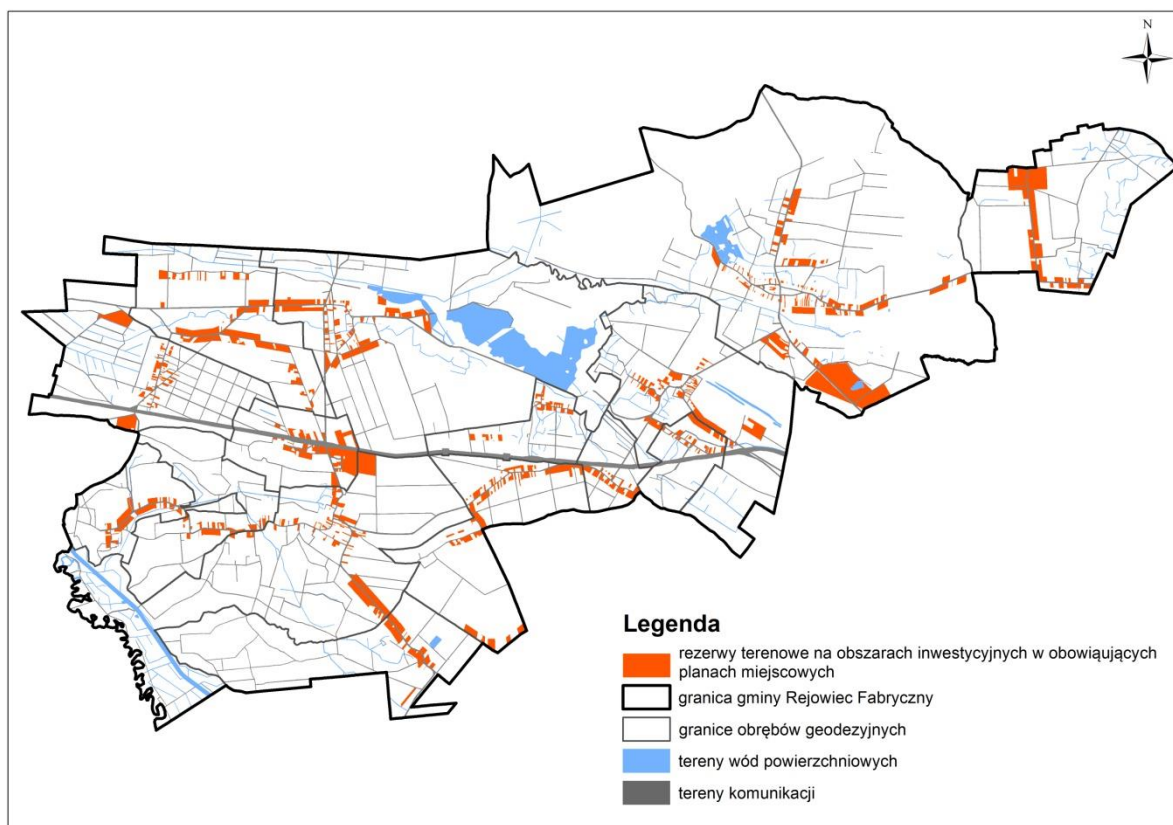 N
Legenda
rezerwy terenowe na obszarach inwestycyjnych w obowiąujących
planach miejscowych
granica gminy Rejowiec Fabryczny
granice obrębów geodezyjnych
tereny wód powierzchniowych
tereny komunikacji